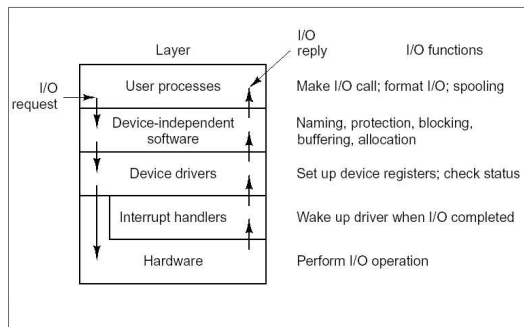 Layer
I/O
reply
I/O functions
I/O
request
User processes
Make I/O call; format I/O; spooling
Device-independent
software
Naming, protection, blocking,
buffering, allocation
Device drivers
Set up device registers; check status
Interrupt handlers
Wake up driver when I/O completed
Hardware
Perform I/O operation